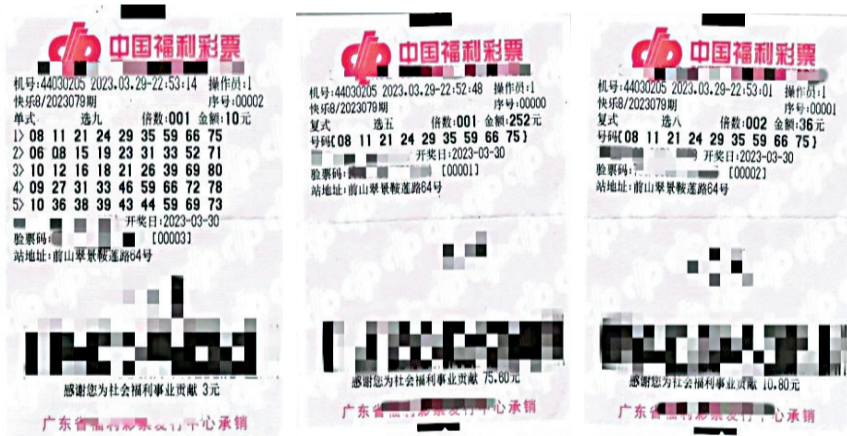 中国福利彩票
机号:44030205 2023.03.29-22:53:14 操作员:1
快乐8/2023079期 序号:00002
单式 选九 倍数:001 金额:10元
1> 08 11 21 24 29 35 59 66 75
2> 06 08 15 19 23 31 33 52 71
3> 10 12 16 18 21 26 39 69 80
4> 09 27 31 33 46 59 66 72 78
5> 10 36 38 39 43 44 59 69 73
开奖日:2023-03-30
验票码: [00003]
站地址:前山翠景鞍莲路64号
感谢您为社会福利事业贡献 3元
广东省福利彩票发行中心承销
中国福利彩票
机号:44030205 2023.03.29-22:52:48 操作员:1
快乐8/2023079期 序号:00000
复式 选五 倍数:001 金额:252元
号码{08 11 21 24 29 35 59 66 75}
开奖日:2023-03-30
验票码: [00001]
站地址:前山翠景鞍莲路64号
感谢您为社会福利事业贡献 75.60元
广东省 中心承销
中国福利彩票
机号:44030205 2023.03.29-22:53:01 操作员:1
快乐8/2023079期 序号:00001
复式 选八 倍数:002 金额:36元
号码{08 11 21 24 29 35 59 66 75}
开奖日:2023-03-30
验票码: [00002]
站地址:前山翠景鞍莲路64号
感谢您为社会福利事业贡献 10.80元
广东省 心承销